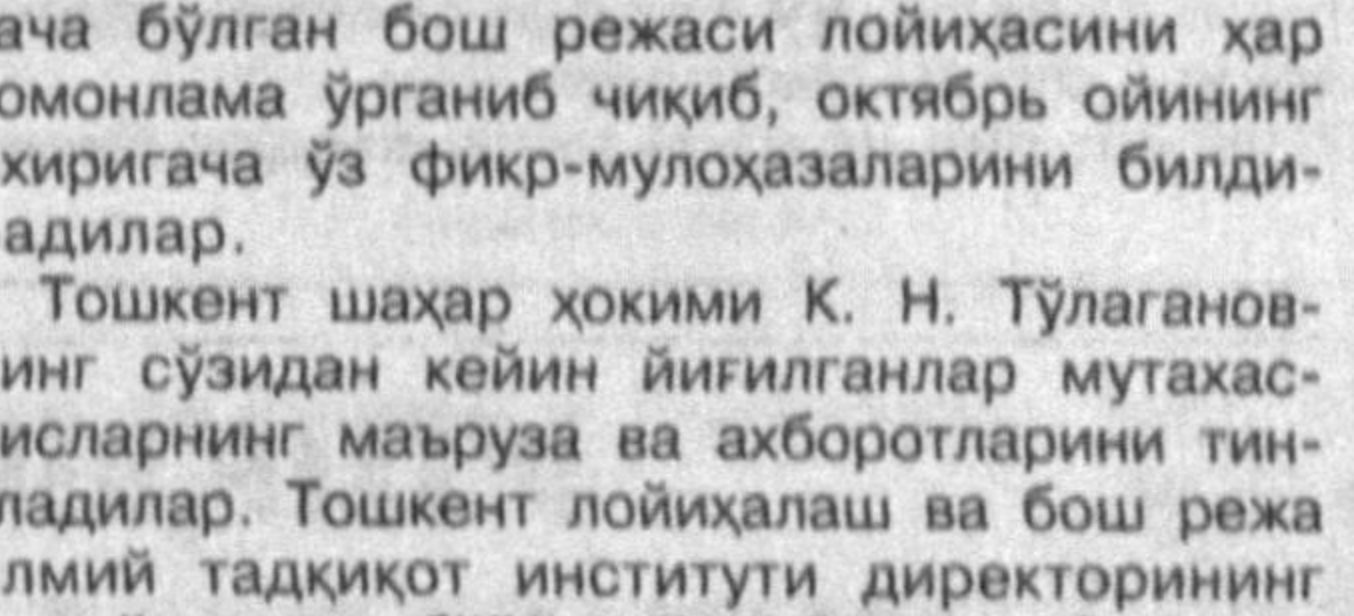 ача бўлган бош режаси лойиҳасини ҳар
омонлама ўрганиб чиқиб, октябрь ойининг
хиригача ўз фикр-мулоҳазаларини билди-
адилар.
Тошкент шаҳар ҳокими К. Н. Тўлаганов-
инг сўзидан кейин йиғилганлар мутахас-
исларнинг маъруза ва ахборотларини тин-
ладилар. Тошкент лойиҳалаш ва бош режа
лмий тадқиқот институти директорининг